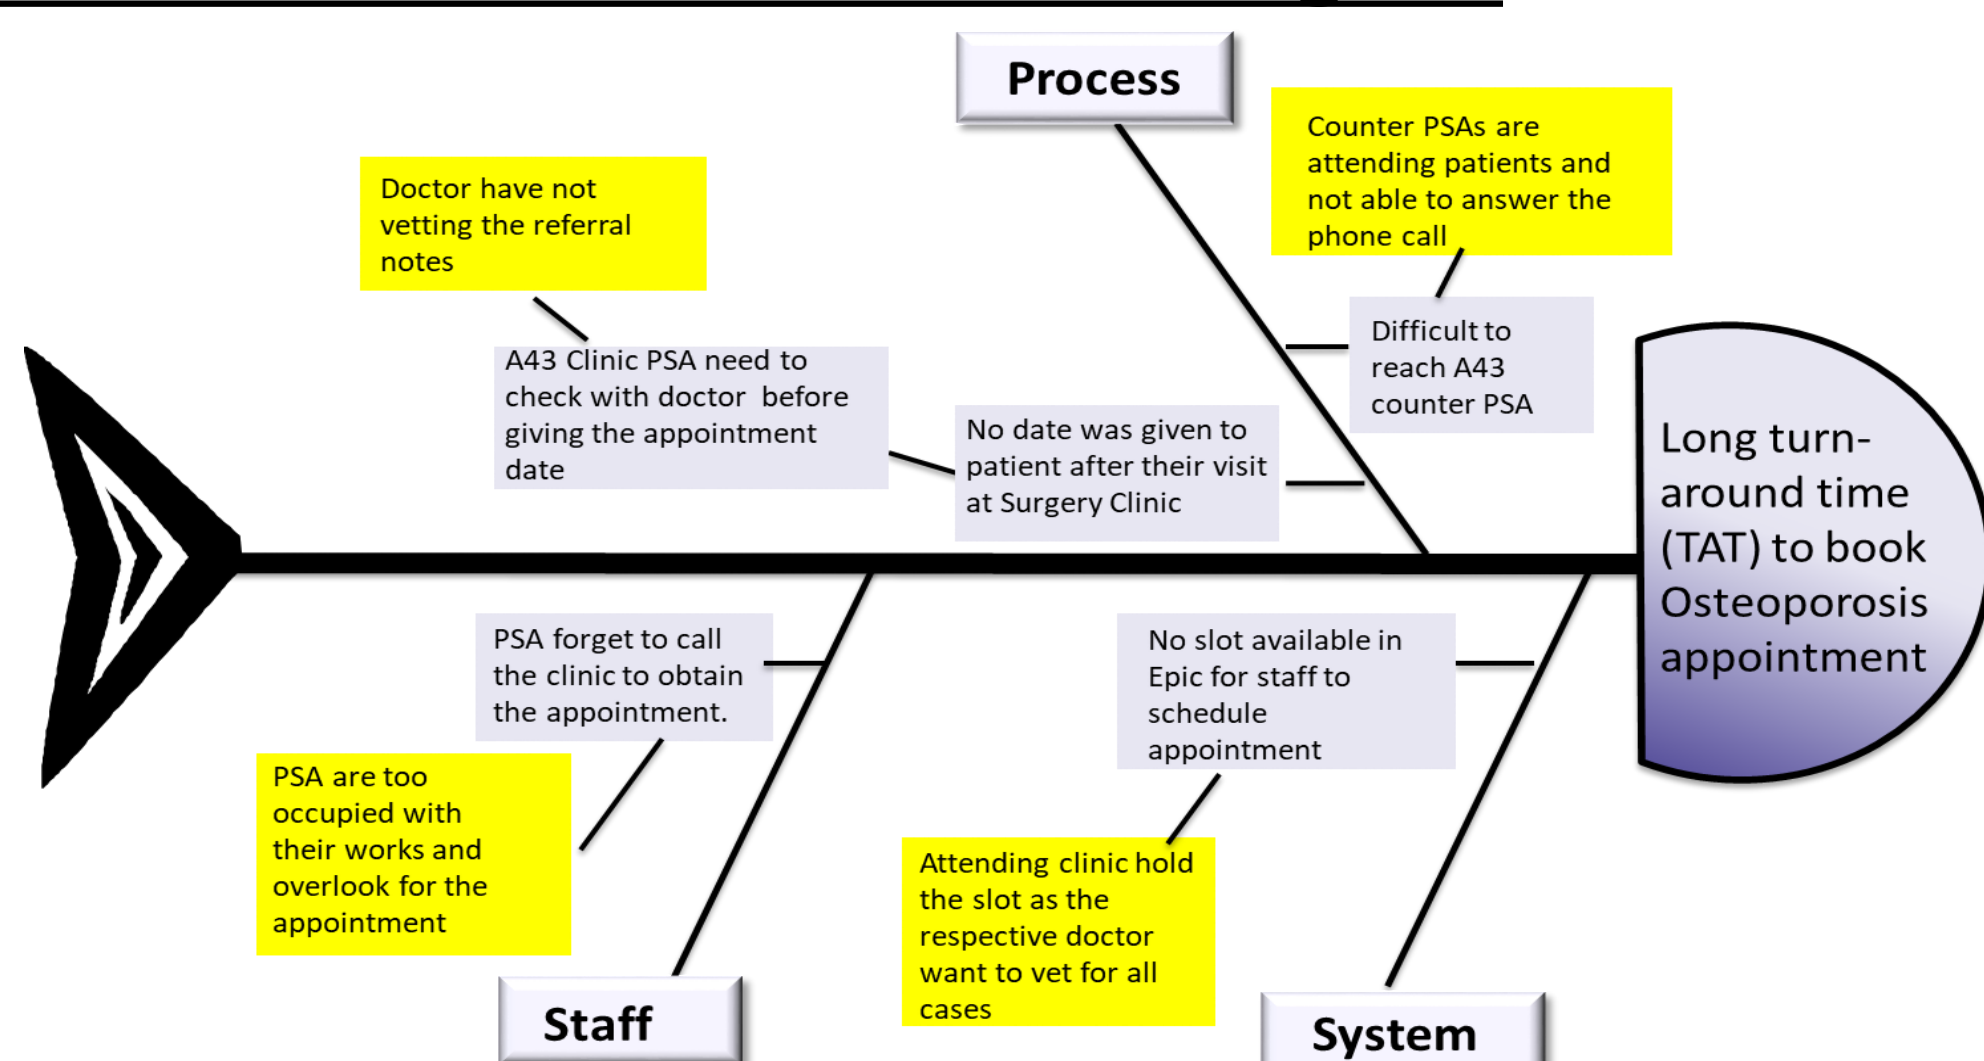 Process
Counter PSAs are
attending patients and
not able to answer the
phone call
Doctor have not
vetting the referral
notes
Difficult to
reach A43
counter PSA
A43 Clinic PSA need to
check with doctor  before
giving the appointment
date
No date was given to
patient after their visit
at Surgery Clinic
Long turn-
around time
(TAT) to book
Osteoporosis
appointment
PSA forget to call
the clinic to obtain
the appointment.
No slot available in
Epic for staff to
schedule
appointment
PSA are too
occupied with
their works and
overlook for the
appointment
Attending clinic hold
the slot as the
respective doctor
want to vet for all
cases
Staff
System